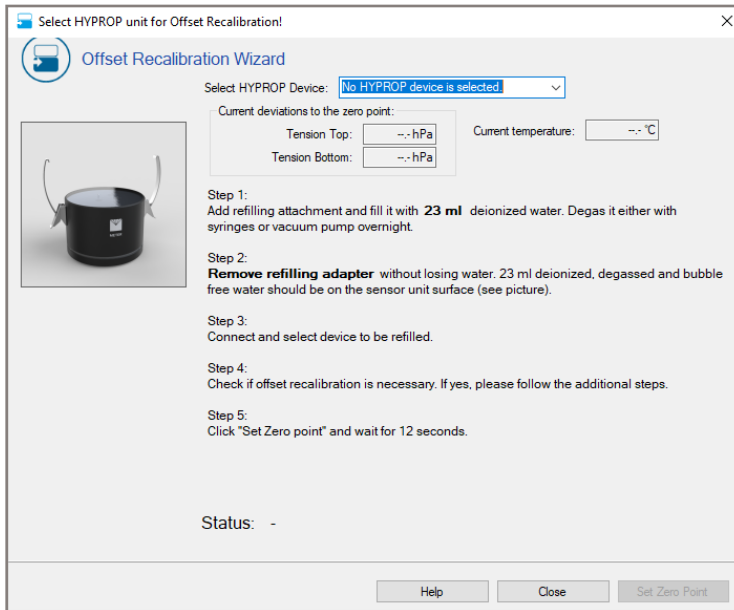 Select HYPROP unit for Offset Recalibration!
Offset Recalibration Wizard
Select HYPROP Device: No HYPROP device is selected.
Current deviations to the zero point:
Tension Top: --.- hPa
Current temperature: --.- °C
Tension Bottom: --.- hPa
Step 1:
Add refilling attachment and fill it with 23 ml deionized water. Degas it either with
syringes or vacuum pump overnight.
Step 2:
Remove refilling adapter without losing water. 23 ml deionized, degassed and bubble
free water should be on the sensor unit surface (see picture).
Step 3:
Connect and select device to be refilled.
Step 4:
Check if offset recalibration is necessary. If yes, please follow the additional steps.
Step 5:
Click "Set Zero point" and wait for 12 seconds.
Status: -
Help Close Set Zero Point